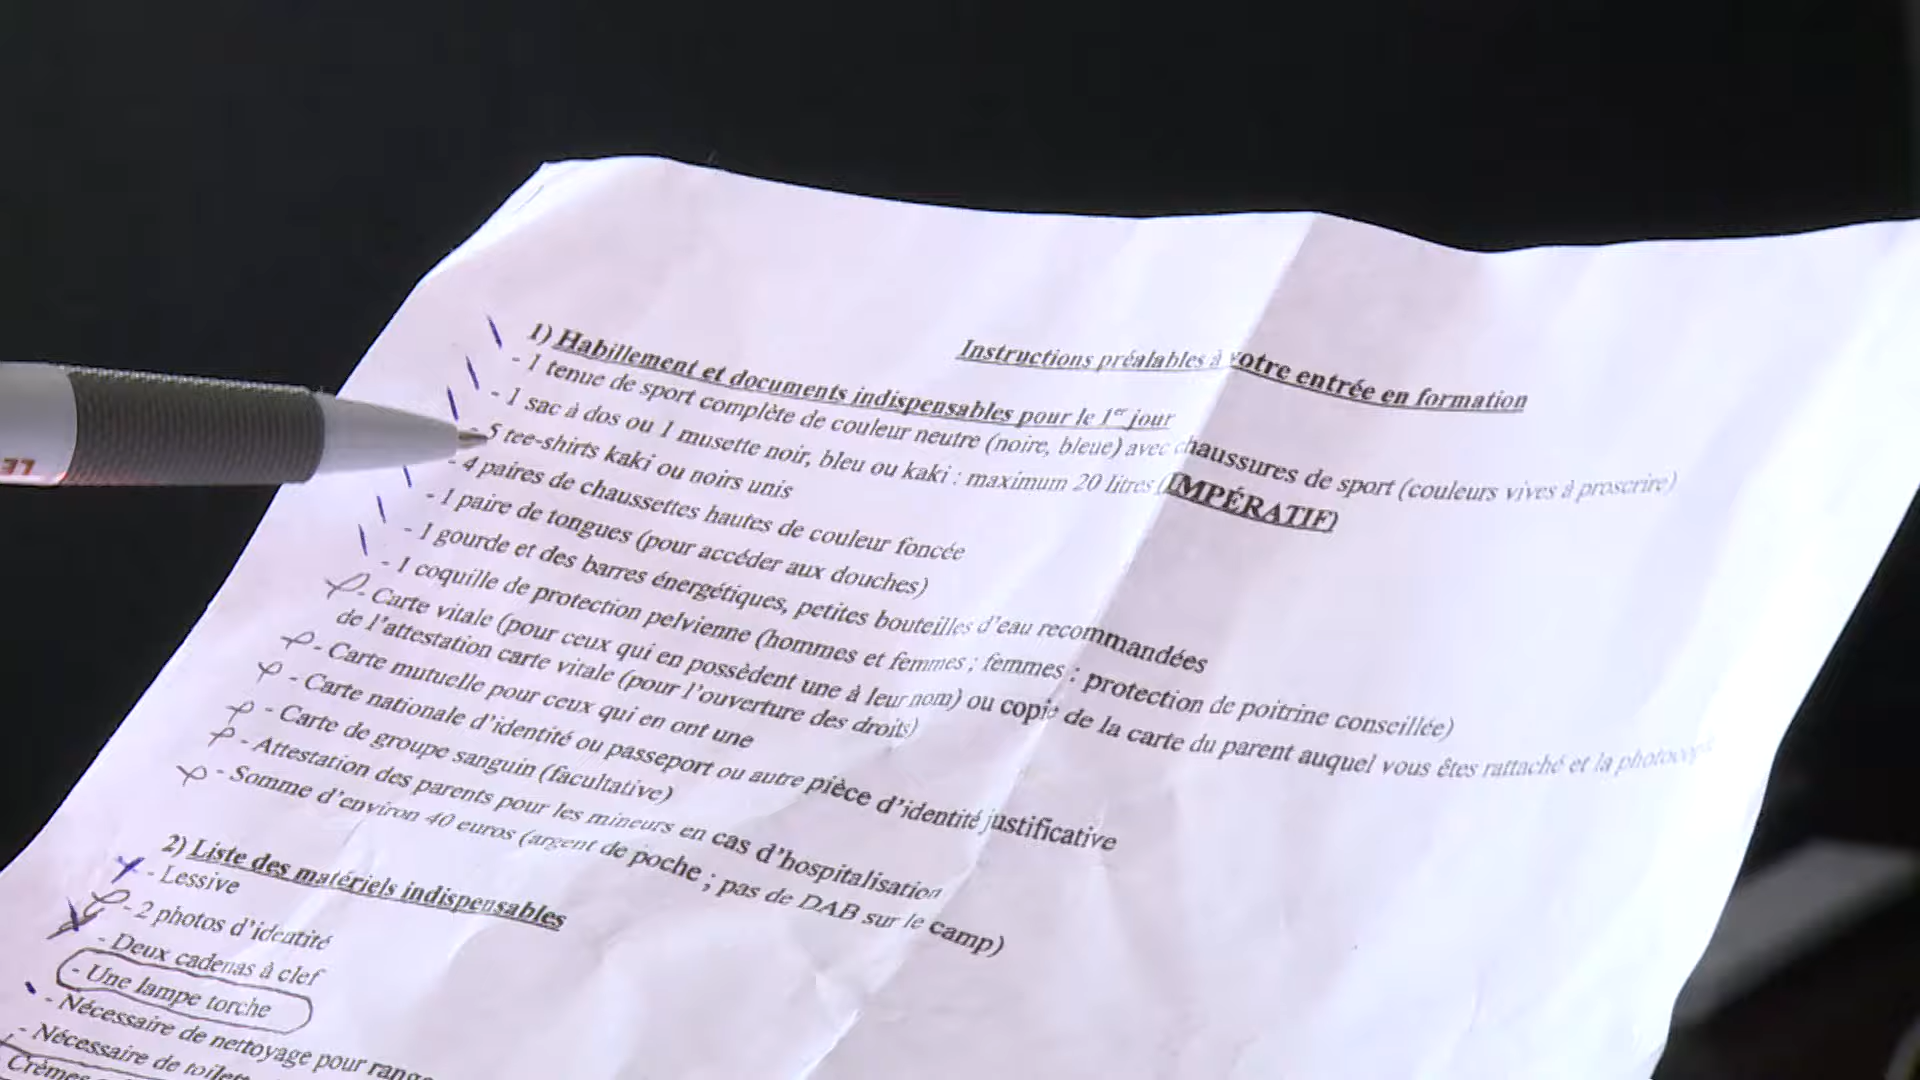 Instructions préalables à votre entrée en formation
1) Habillement et documents indispensables pour le 1er jour
- 1 tenue de sport complète de couleur neutre (noire, bleue) avec chaussures de sport (couleurs vives à proscrire)
- 1 sac à dos ou 1 musette noir, bleu ou kaki : maximum 20 litres (IMPÉRATIF)
- 5 tee-shirts kaki ou noirs unis
- 4 paires de chaussettes hautes de couleur foncée
- 1 paire de tongues (pour accéder aux douches)
- 1 gourde et des barres énergétiques, petites bouteilles d'eau recommandées
- 1 coquille de protection pelvienne (hommes et femmes ; femmes : protection de poitrine conseillée)
- Carte vitale (pour ceux qui en possèdent une à leur nom) ou copie de la carte du parent auquel vous êtes rattaché et la
de l'attestation carte vitale (pour l'ouverture des droits)
- Carte mutuelle pour ceux qui en ont une
- Carte nationale d'identité ou passeport ou autre pièce d'identité justificative
- Carte de groupe sanguin (facultative)
- Attestation des parents pour les mineurs en cas d'hospitalisation
- Somme d'environ 40 euros (argent de poche ; pas de DAB sur le camp)
2) Liste des matériels indispensables
- Lessive
- 2 photos d'identité
- Deux cadenas à clef
- Une lampe torche
- Nécessaire de nettoyage pour
- Nécessaire de
Crèmes
LE